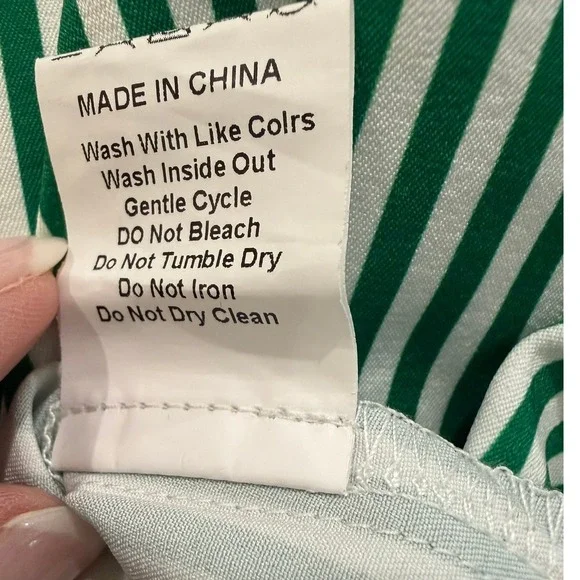 MADE IN CHINA
Wash With Like Colrs
Wash Inside Out
Gentle Cycle
DO Not Bleach
Do Not Tumble Dry
Do Not Iron
Do Not Dry Clean